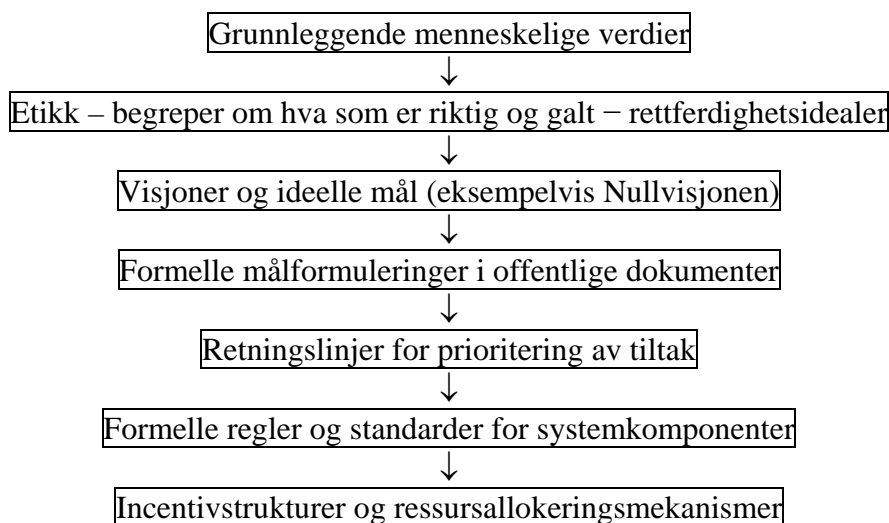 Grunnleggende menneskelige verdier
↓
Etikk – begreper om hva som er riktig og galt − rettferdighetsidealer
↓
Visjoner og ideelle mål (eksempelvis Nullvisjonen)
↓
Formelle målformuleringer i offentlige dokumenter
↓
Retningslinjer for prioritering av tiltak
↓
Formelle regler og standarder for systemkomponenter
↓
Incentivstrukturer og ressursallokeringsmekanismer